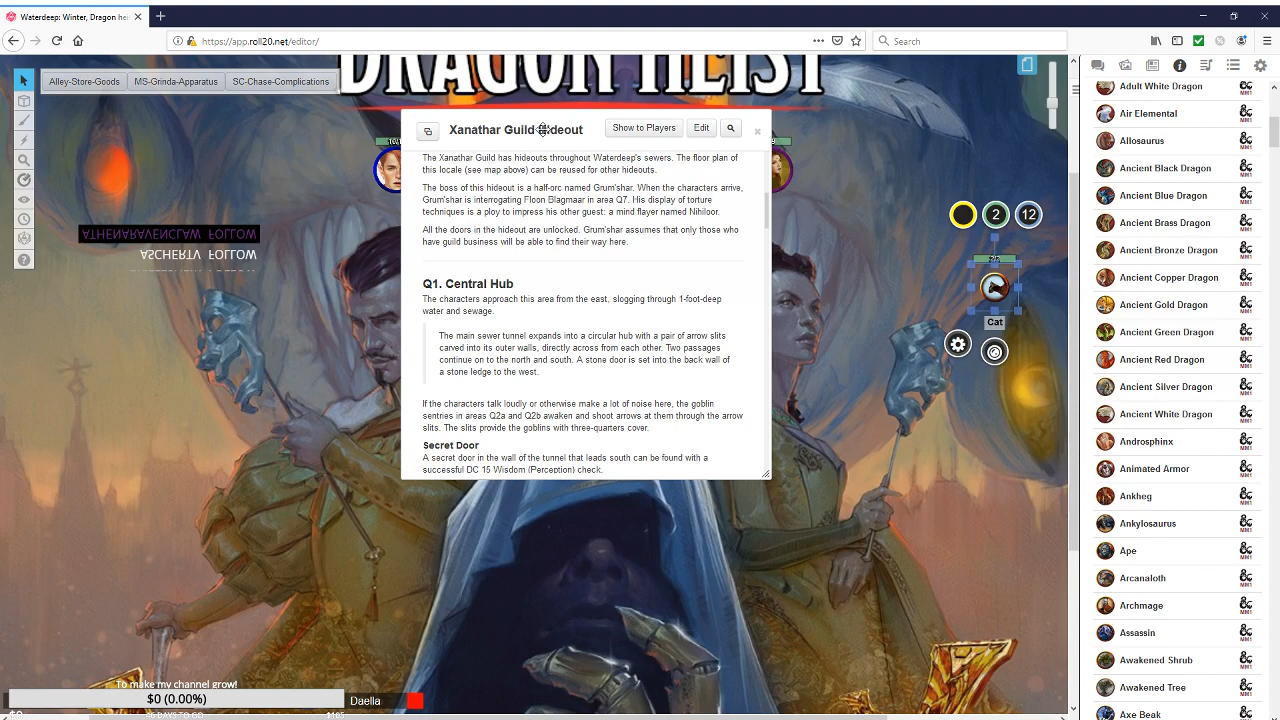 Waterdeep: Winter, Dragon hei
https://app.roll20.net/editor/
Search
Alley-Store-Goods
MS-Grinda-Apparatus
SC-Chase-Complications
DRAGON HEIST
Xanathar Guild Hideout
Show to Players
Edit
The Xanathar Guild has hideouts throughout Waterdeep's sewers. The floor plan of
this locale (see map above) can be reused for other hideouts.
The boss of this hideout is a half-orc named Grum'shar. When the characters arrive,
Grum'shar is interrogating Floon Blagmaar in area Q7. His display of torture
techniques is a ploy to impress his other guest: a mind flayer named Nihiloor.
All the doors in the hideout are unlocked. Grum'shar assumes that only those who
have guild business will be able to find their way here.
Q1. Central Hub
The characters approach this area from the east, slogging through 1-foot-deep
water and sewage.
The main sewer tunnel expands into a circular hub with a pair of arrow slits
carved into its outer walls, directly across from each other. Two passages
continue on to the north and south. A stone door is set into the back wall of
a stone ledge to the west.
If the characters talk loudly or otherwise make a lot of noise here, the goblin
sentries in areas Q2a and Q2b awaken and shoot arrows at them through the arrow
slits. The slits provide the goblins with three-quarters cover.
Secret Door
A secret door in the wall of the tunnel that leads south can be found with a
successful DC 15 Wisdom (Perception) check.
ATHENARAVENCLAW FOLLOW
ASCHERTV FOLLOW
2
12
2/2
Cat
To make my channel grow!
$0 (0.00%)
Daella
Adult White Dragon
Air Elemental
Allosaurus
Ancient Black Dragon
Ancient Blue Dragon
Ancient Brass Dragon
Ancient Bronze Dragon
Ancient Copper Dragon
Ancient Gold Dragon
Ancient Green Dragon
Ancient Red Dragon
Ancient Silver Dragon
Ancient White Dragon
Androsphinx
Animated Armor
Ankheg
Ankylosaurus
Ape
Arcanaloth
Archmage
Assassin
Awakened Shrub
Awakened Tree
Axe Beak